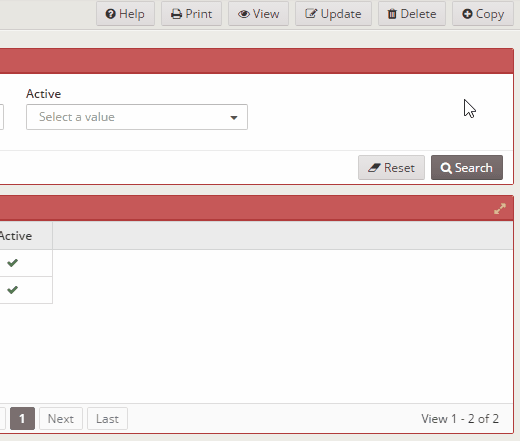 Help Print View Update Delete Copy
Active
Select a value
Reset Search
Active
1 Next Last View 1 - 2 of 2